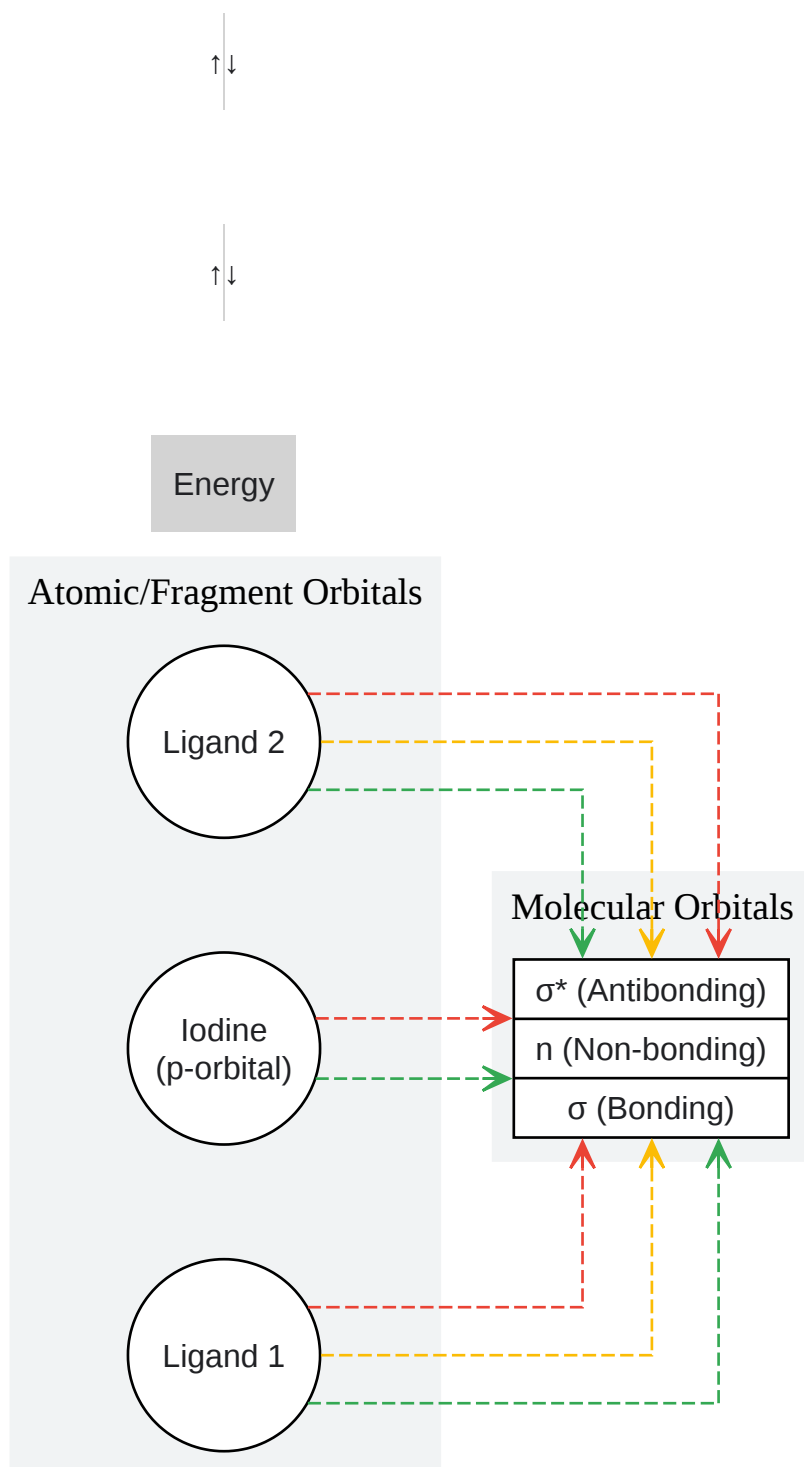 ↑↓
↑↓
Energy
Atomic/Fragment Orbitals
Ligand 2
Molecular Orbitals
σ* (Antibonding)
Iodine
(p-orbital)
n (Non-bonding)
σ (Bonding)
Ligand 1